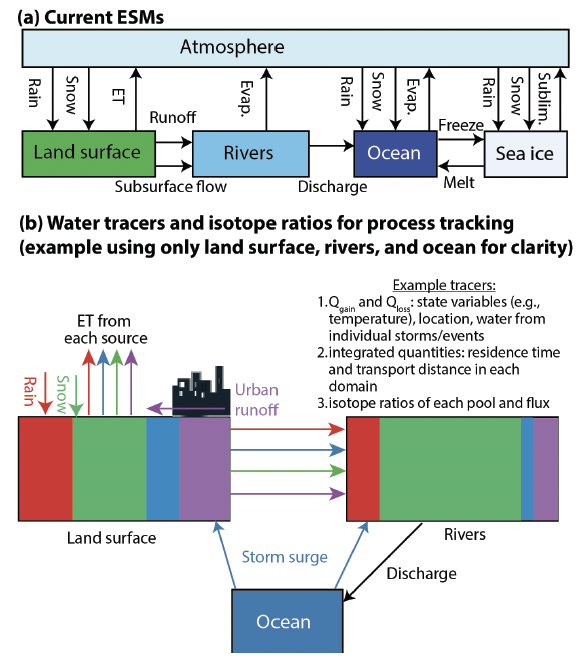 (a) Current ESMs
Atmosphere
Rain
Snow
ET
Evap.
Rain
Snow
Evap.
Rain
Snow
Sublim.
Runoff
Freeze
Land surface
Rivers
Ocean
Sea ice
Subsurface flow
Discharge
Melt
(b) Water tracers and isotope ratios for process tracking
(example using only land surface, rivers, and ocean for clarity)
Example tracers:
1.Qgain and Qloss: state variables (e.g.,
temperature), location, water from
individual storms/events
2.integrated quantities: residence time
and transport distance in each
domain
3.isotope ratios of each pool and flux
ET from
each source
Rain
Snow
Urban
runoff
Land surface
Rivers
Storm surge
Discharge
Ocean